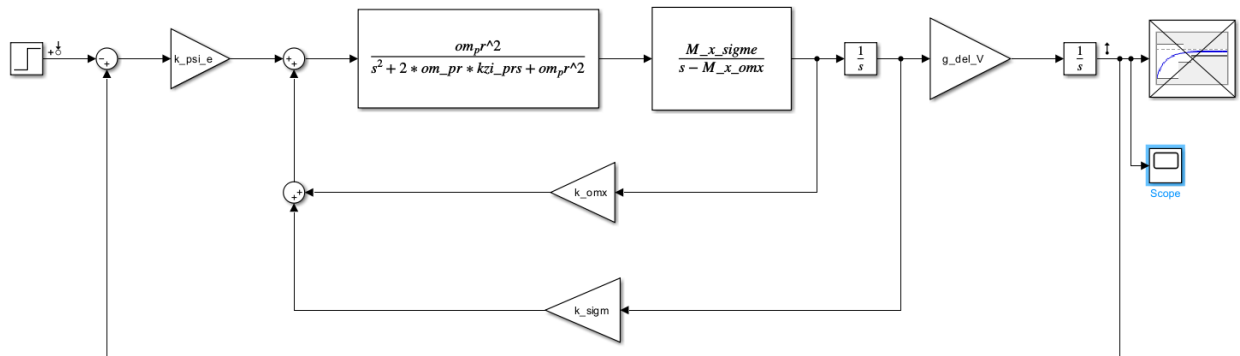 k_psi_e
om_pr^2
s^2 + 2 * om_pr * kzi_prs + om_pr^2
M_x_sigme
s − M_x_omx
1
s
g_del_V
1
s
k_omx
Scope
k_sigm